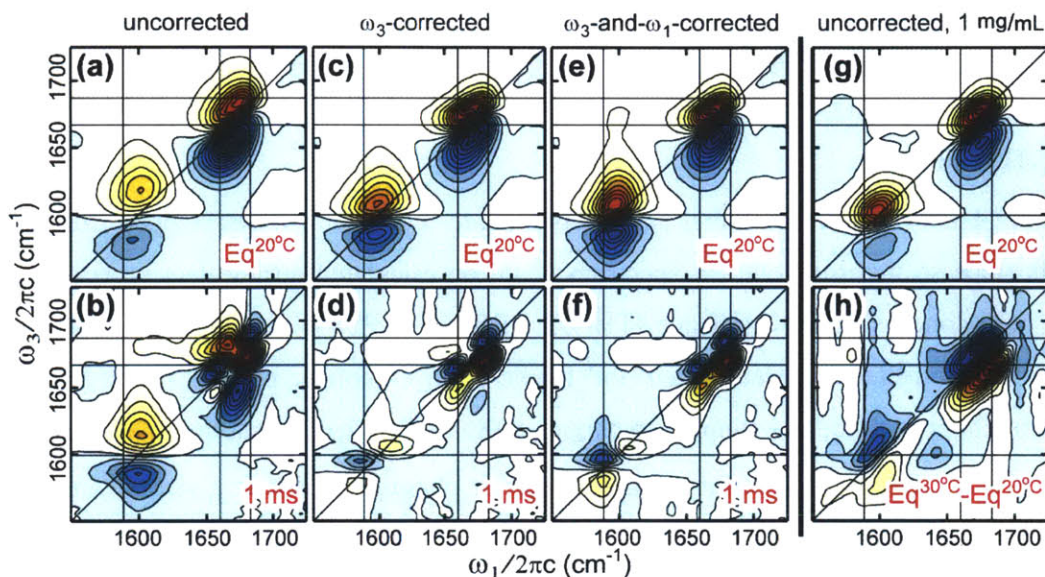 uncorrected ω₃-corrected ω₃-and-ω₁-corrected uncorrected, 1 mg/mL
(a) (c) (e) (g)
1700
1650
1600
Eq²⁰°ᶜ Eq²⁰°ᶜ Eq²⁰°ᶜ Eq²⁰°ᶜ
ω₃/2πc (cm⁻¹)
(b) (d) (f) (h)
1700
1650
1600
1 ms 1 ms 1 ms Eq³⁰°ᶜ-Eq²⁰°ᶜ
1600 1650 1700 1600 1650 1700 1600 1650 1700 1600 1650 1700
ω₁/2πc (cm⁻¹)